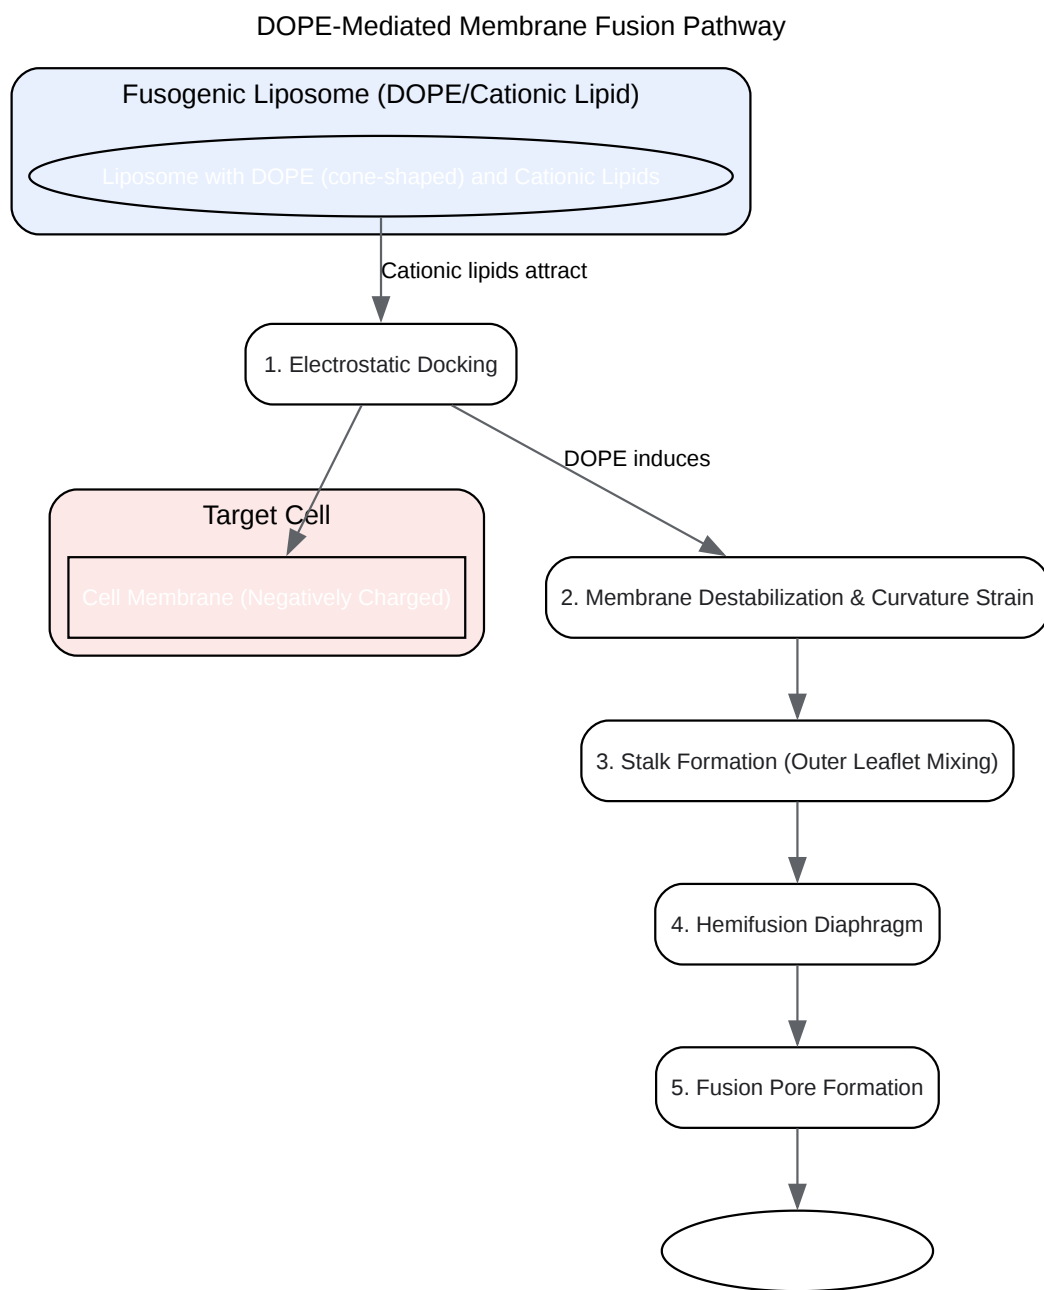 DOPE-Mediated Membrane Fusion Pathway
Fusogenic Liposome (DOPE/Cationic Lipid)
Liposome with DOPE (cone-shaped) and Cationic Lipids
Cationic lipids attract
1. Electrostatic Docking
DOPE induces
Target Cell
Cell Membrane (Negatively Charged)
2. Membrane Destabilization & Curvature Strain
3. Stalk Formation (Outer Leaflet Mixing)
4. Hemifusion Diaphragm
5. Fusion Pore Formation